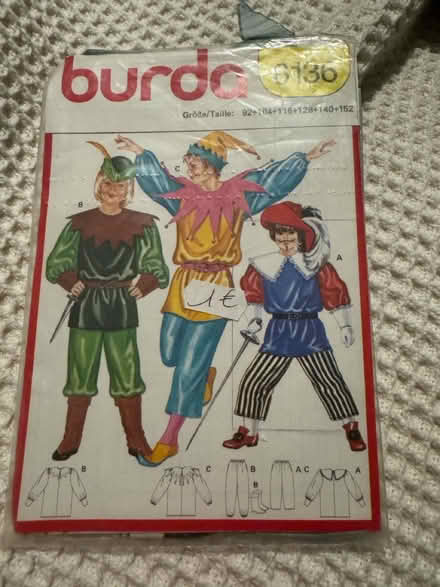 burda 6136
Größe/Taille: 92+104+116+128+140+152
C
B
A
1€
B C B A C A
B